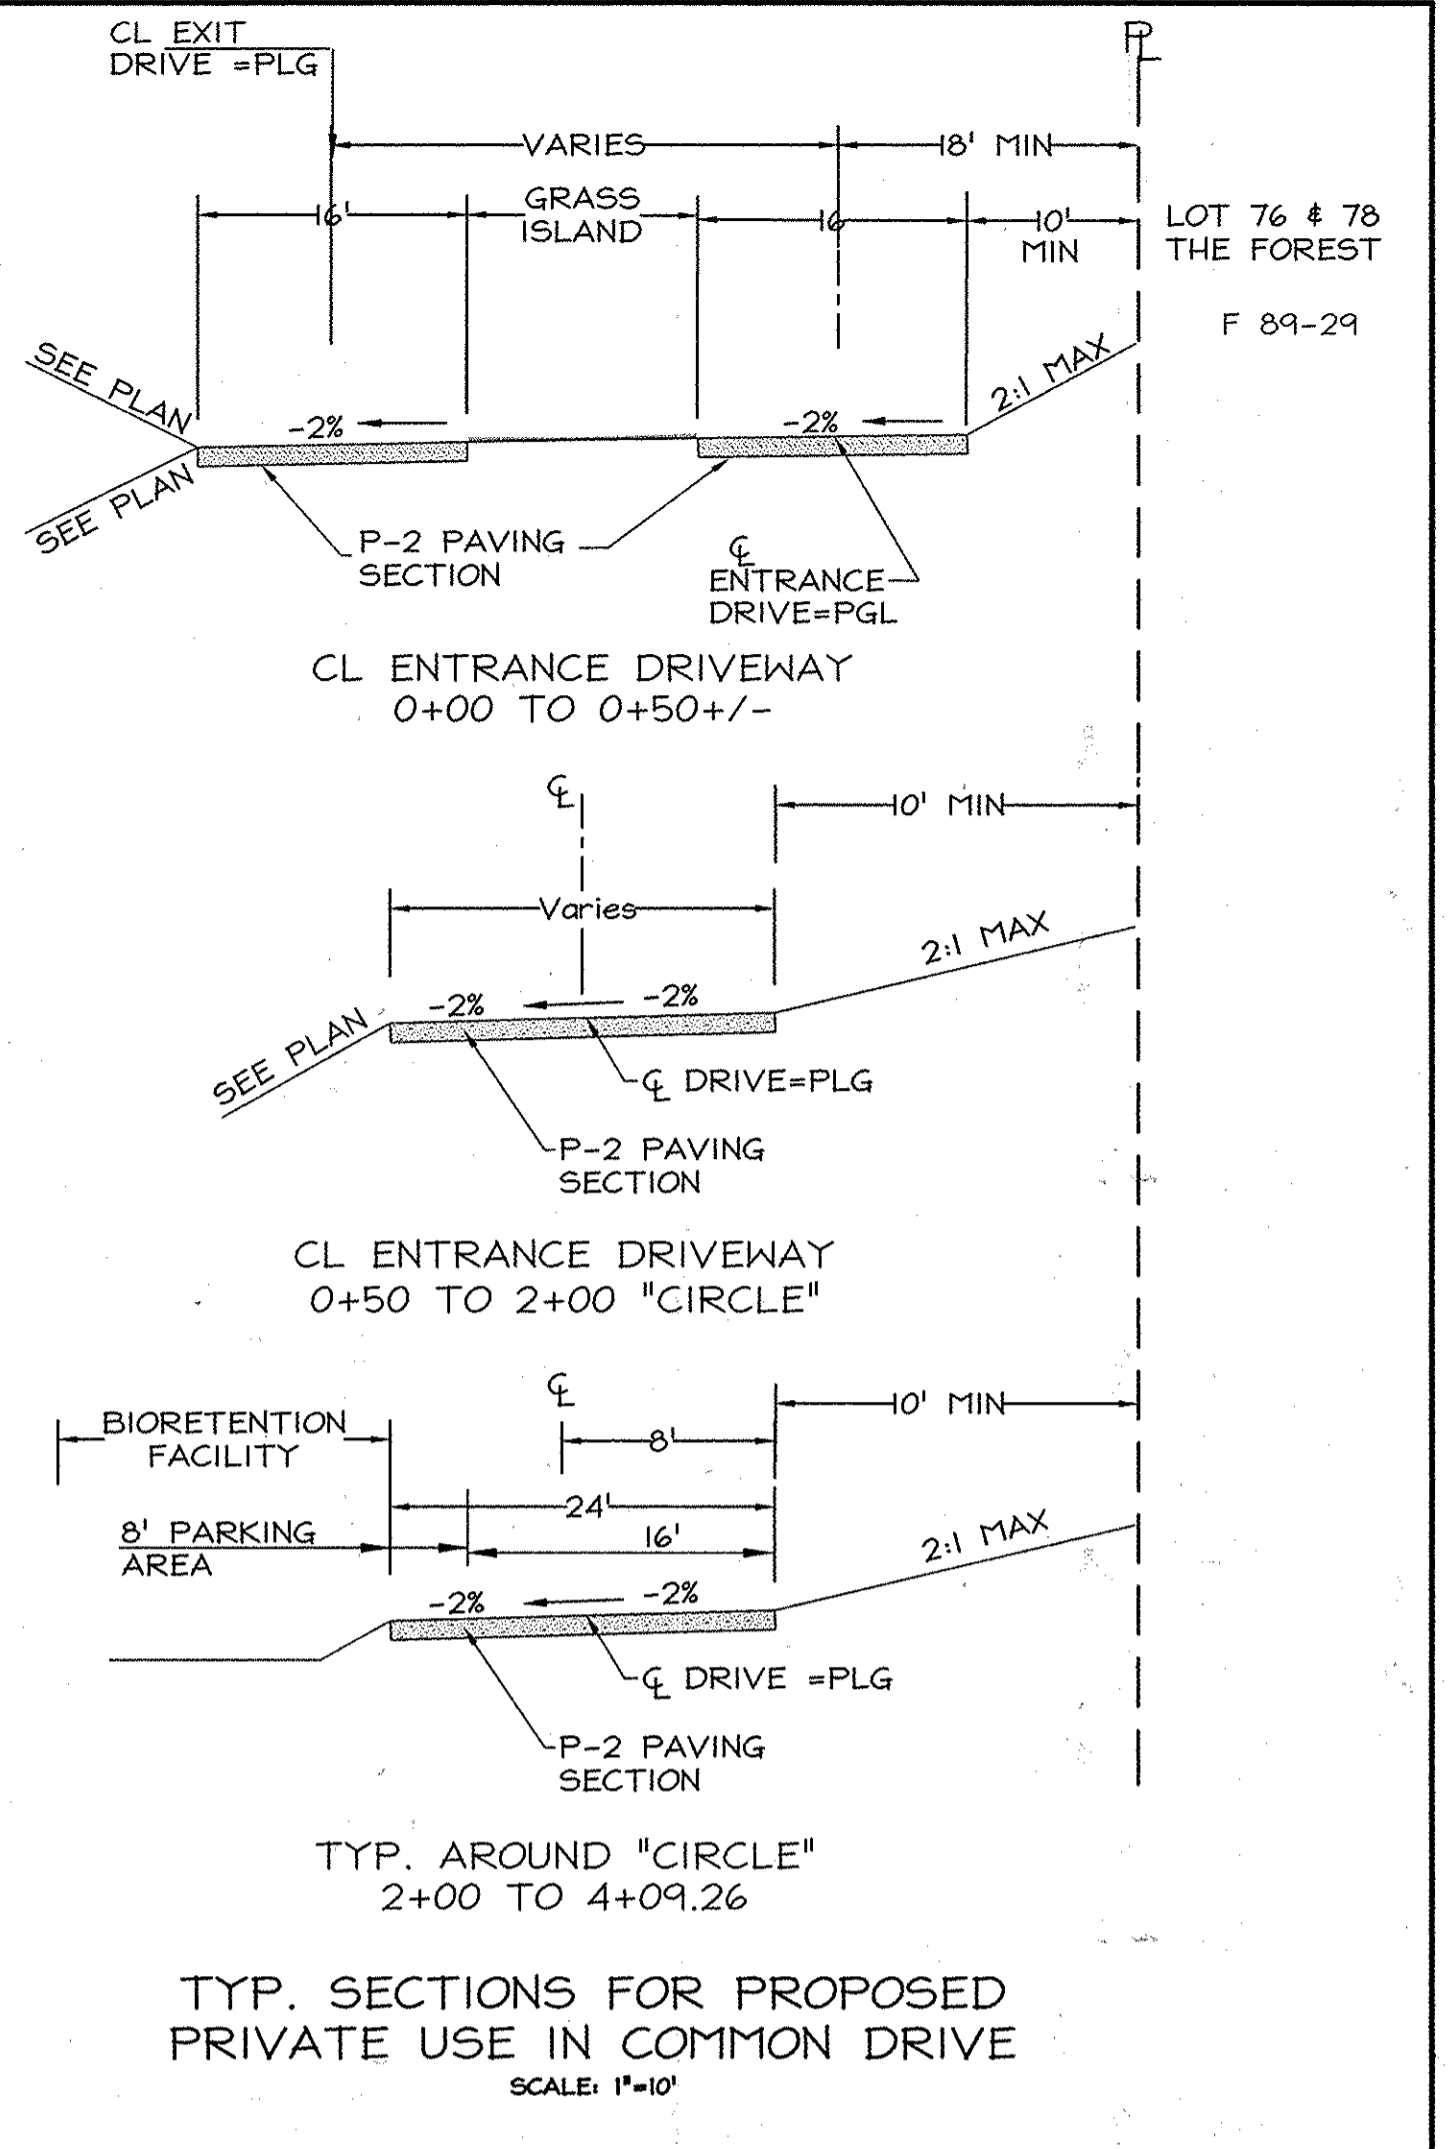 CL EXIT
DRIVE =PLG
PL
VARIES
18' MIN
16'
GRASS
ISLAND
16
10'
MIN
LOT 76 & 78
THE FOREST
F 89-29
SEE PLAN
SEE PLAN
-2%
-2%
2:1 MAX
P-2 PAVING
SECTION
CL
ENTRANCE
DRIVE=PGL
CL ENTRANCE DRIVEWAY
0+00 TO 0+50+/-
CL
10' MIN
Varies
2:1 MAX
-2%
-2%
SEE PLAN
CL DRIVE=PLG
P-2 PAVING
SECTION
CL ENTRANCE DRIVEWAY
0+50 TO 2+00 "CIRCLE"
CL
10' MIN
BIORETENTION
FACILITY
8'
24'
8' PARKING
AREA
16'
2:1 MAX
-2%
-2%
CL DRIVE =PLG
P-2 PAVING
SECTION
TYP. AROUND "CIRCLE"
2+00 TO 4+09.26
TYP. SECTIONS FOR PROPOSED
PRIVATE USE IN COMMON DRIVE
SCALE: 1"=10'